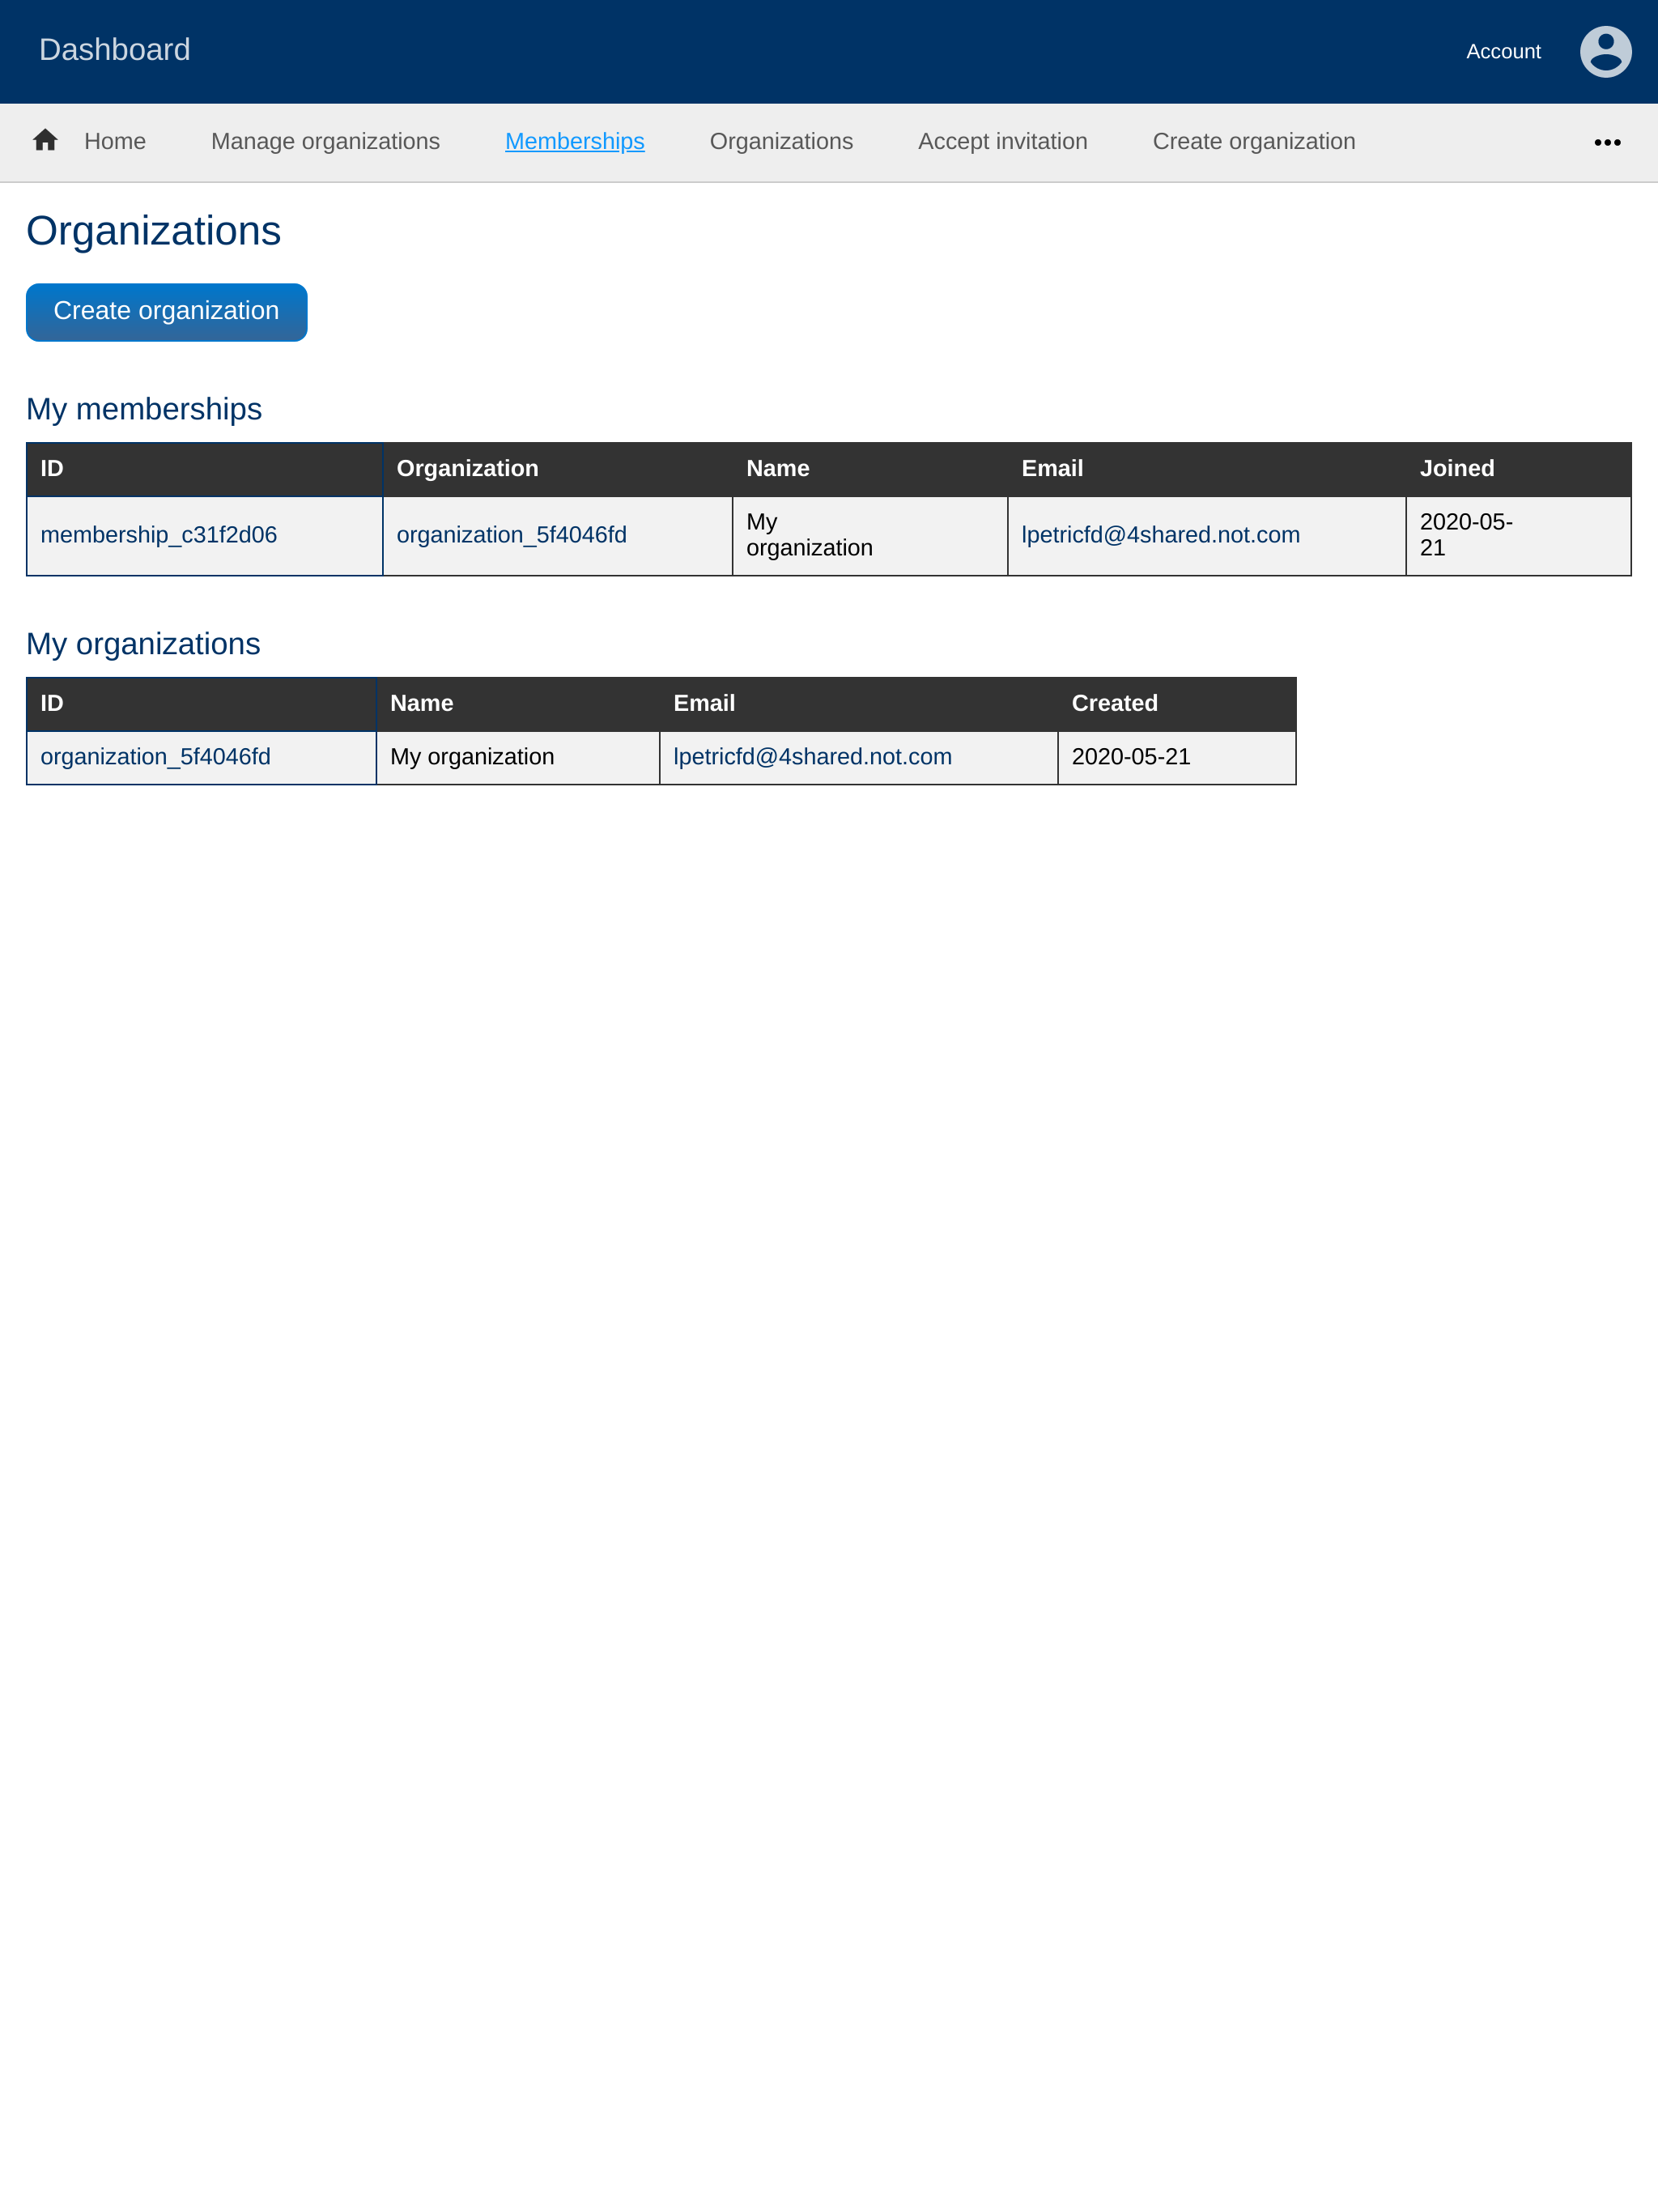 Dashboard
Account
Home Manage organizations Memberships Organizations Accept invitation Create organization
Organizations
Create organization
My memberships
ID Organization Name Email Joined
membership_c31f2d06 organization_5f4046fd My organization lpetricfd@4shared.not.com 2020-05-21
My organizations
ID Name Email Created
organization_5f4046fd My organization lpetricfd@4shared.not.com 2020-05-21